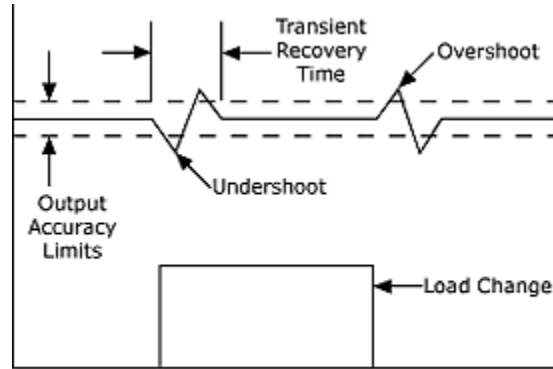 Transient
Recovery
Time
Overshoot
Undershoot
Output
Accuracy
Limits
Load Change